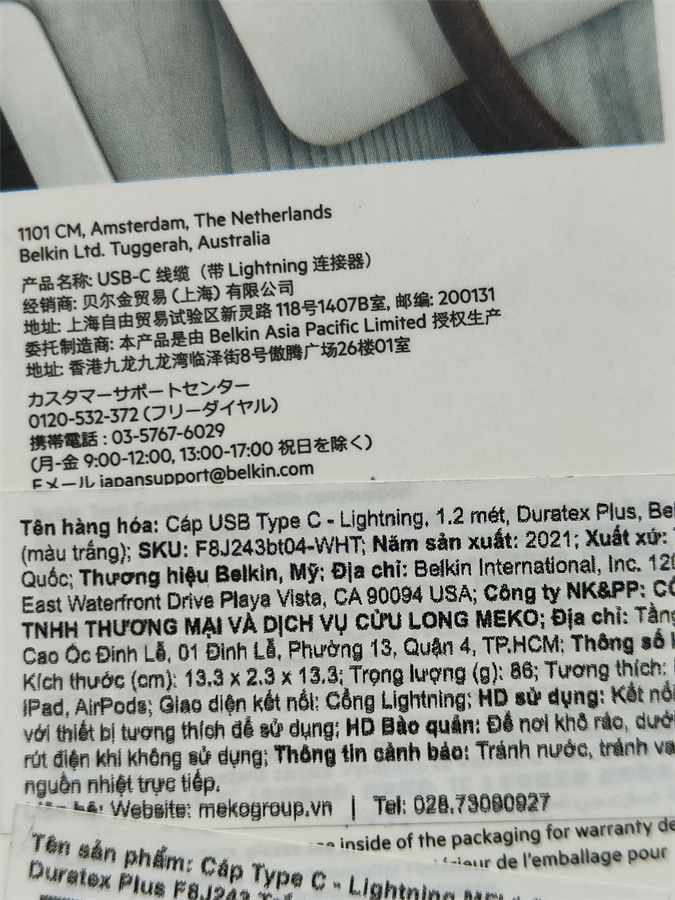 1101 CM, Amsterdam, The Netherlands
Belkin Ltd. Tuggerah, Australia
产品名称: USB-C 线缆（带 Lightning 连接器）
经销商: 贝尔金贸易（上海）有限公司
地址: 上海自由贸易试验区新灵路 118号1407B室, 邮编: 200131
委托制造商: 本产品是由 Belkin Asia Pacific Limited 授权生产
地址: 香港九龙九龙湾临泽街8号傲腾广场26楼01室
カスタマーサポートセンター
0120-532-372（フリーダイヤル）
携帯電話 : 03-5767-6029
（月-金 9:00-12:00, 13:00-17:00 祝日を除く）
Eメール japansupport@belkin.com
Tên hàng hóa: Cáp USB Type C - Lightning, 1.2 mét, Duratex Plus, Bel
(màu trắng); SKU: F8J243bt04-WHT; Năm sản xuất: 2021; Xuất xứ:
Quốc; Thương hiệu Belkin, Mỹ; Địa chỉ: Belkin International, Inc. 120
East Waterfront Drive Playa Vista, CA 90094 USA; Công ty NK&PP: CÔ
TNHH THƯƠNG MẠI VÀ DỊCH VỤ CỬU LONG MEKO; Địa chỉ: Tầng
Cao Ốc Đinh Lễ, 01 Đinh Lễ, Phường 13, Quận 4, TP.HCM; Thông số
Kích thước (cm): 13.3 x 2.3 x 13.3; Trọng lượng (g): 86; Tương thích:
iPad, AirPods; Giao diện kết nối: Cổng Lightning; HD sử dụng: Kết nối
với thiết bị tương thích để sử dụng; HD Bảo quản: Để nơi khô ráo, dưới
rút điện khi không sử dụng; Thông tin cảnh báo: Tránh nước, tránh va
nguồn nhiệt trực tiếp.
Website: mekogroup.vn | Tel: 028.73090927
inside of the packaging for warranty de
de l'emballage pour
Tên sản phẩm: Cáp Type C - Lightning
Duratex Plus F8J243